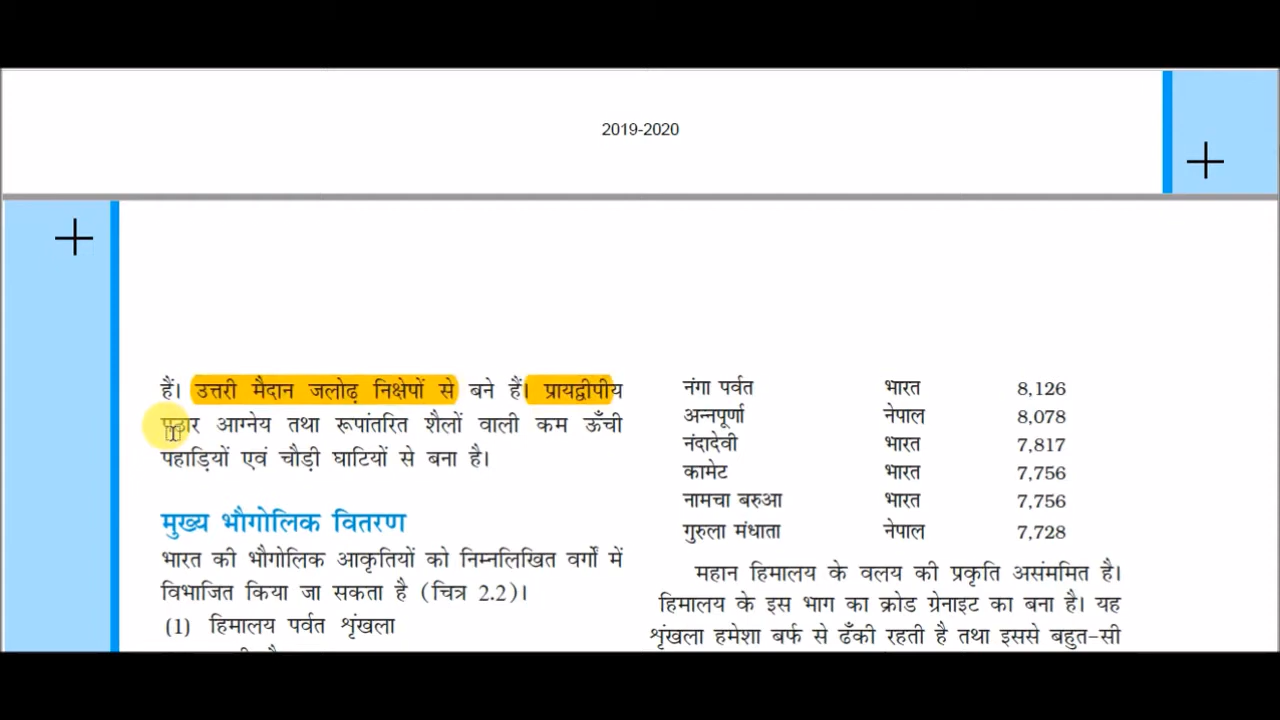 2019-2020
हैं। उत्तरी मैदान जलोढ़ निक्षेपों से बने हैं। प्रायद्वीपीय
पठार आग्नेय तथा रूपांतरित शैलों वाली कम ऊँची
पहाड़ियों एवं चौड़ी घाटियों से बना है।
मुख्य भौगोलिक वितरण
भारत की भौगोलिक आकृतियों को निम्नलिखित वर्गों में
विभाजित किया जा सकता है (चित्र 2.2)।
(1) हिमालय पर्वत शृंखला
नंगा पर्वत भारत 8,126
अन्नपूर्णा नेपाल 8,078
नंदादेवी भारत 7,817
कामेट भारत 7,756
नामचा बरुआ भारत 7,756
गुरुला मंधाता नेपाल 7,728
महान हिमालय के वलय की प्रकृति असंममित है।
हिमालय के इस भाग का क्रोड ग्रेनाइट का बना है। यह
शृंखला हमेशा बर्फ से ढँकी रहती है तथा इससे बहुत-सी